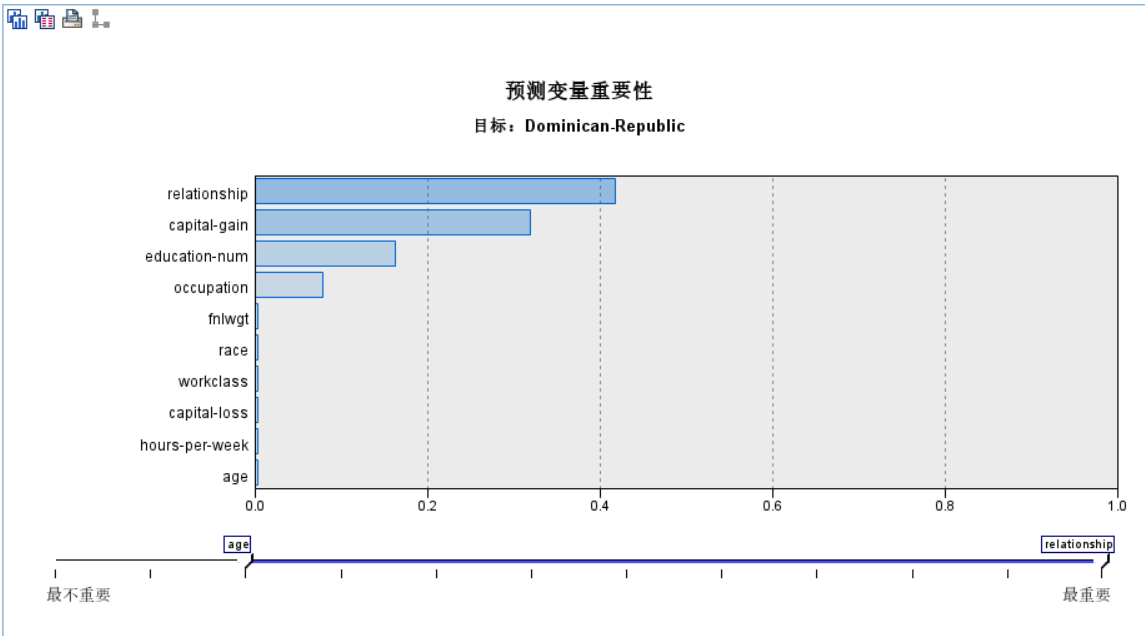 预测变量重要性
目标：Dominican-Republic
relationship
capital-gain
education-num
occupation
fnlwgt
race
workclass
capital-loss
hours-per-week
age
0.0 0.2 0.4 0.6 0.8 1.0
age relationship
最不重要 最重要